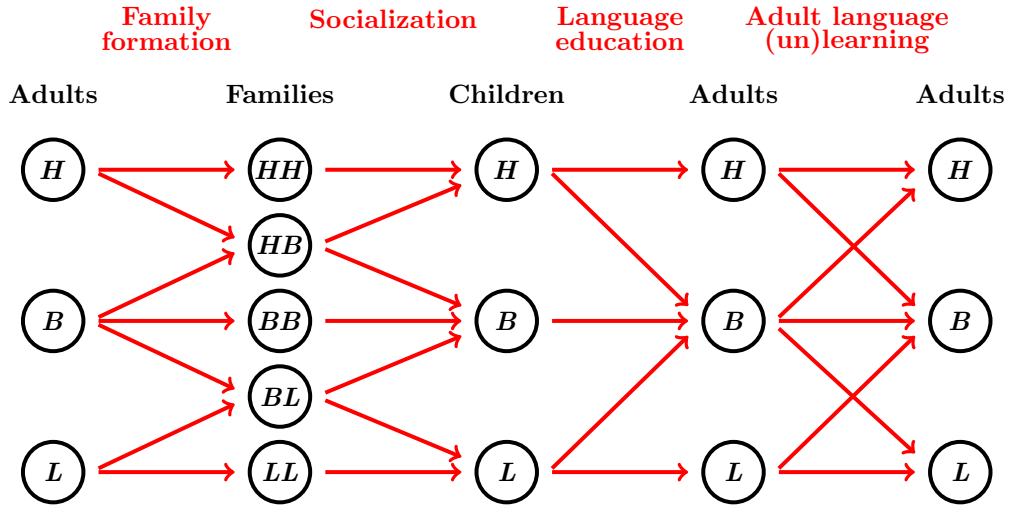 Family formation
Socialization
Language education
Adult language (un)learning
Adults
Families
Children
Adults
Adults
H
HH
H
H
H
HB
B
BB
B
B
B
BL
L
LL
L
L
L